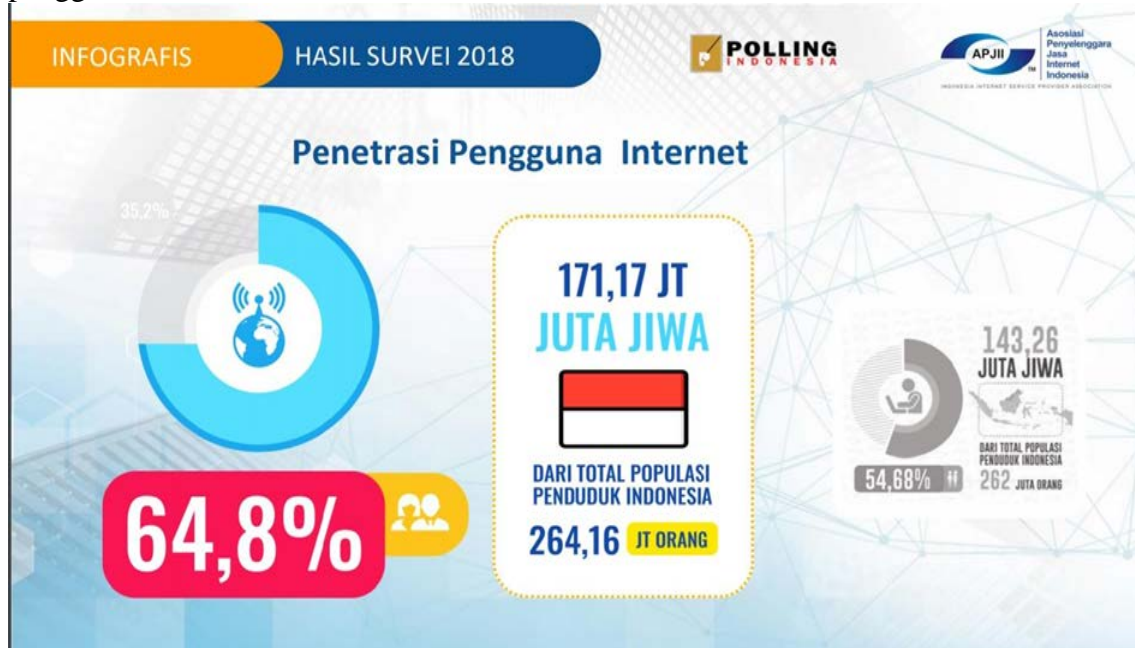 INFOGRAFIS
HASIL SURVEI 2018
POLLING
INDONESIA
APJII
TM
Asosiasi
Penyelenggara
Jasa
Internet
Indonesia
INDONESIA INTERNET SERVICE PROVIDER ASSOCIATION
Penetrasi Pengguna Internet
35,2%
64,8%
171,17 JT
JUTA JIWA
DARI TOTAL POPULASI
PENDUDUK INDONESIA
264,16 JT ORANG
143,26
JUTA JIWA
DARI TOTAL POPULASI
PENDUDUK INDONESIA
54,68%
262 JUTA ORANG